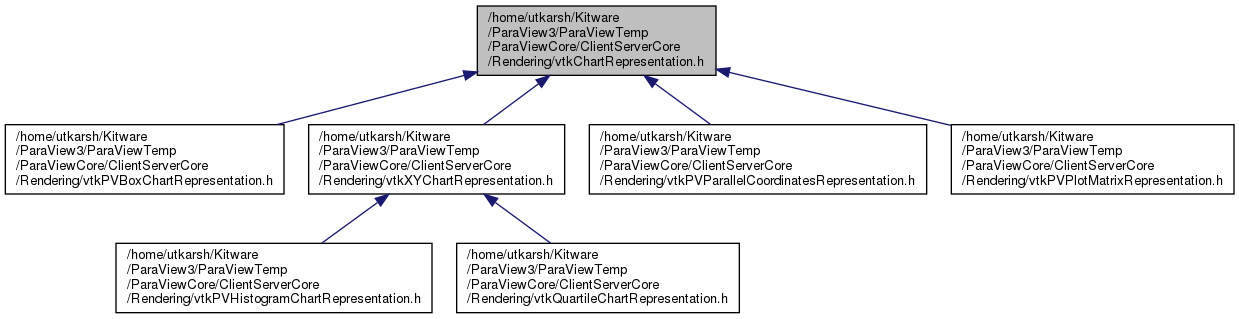 /home/utkarsh/Kitware
/ParaView3/ParaViewTemp
/ParaViewCore/ClientServerCore
/Rendering/vtkChartRepresentation.h
/home/utkarsh/Kitware
/ParaView3/ParaViewTemp
/ParaViewCore/ClientServerCore
/Rendering/vtkPVBoxChartRepresentation.h
/home/utkarsh/Kitware
/ParaView3/ParaViewTemp
/ParaViewCore/ClientServerCore
/Rendering/vtkXYChartRepresentation.h
/home/utkarsh/Kitware
/ParaView3/ParaViewTemp
/ParaViewCore/ClientServerCore
/Rendering/vtkPVParallelCoordinatesRepresentation.h
/home/utkarsh/Kitware
/ParaView3/ParaViewTemp
/ParaViewCore/ClientServerCore
/Rendering/vtkPVPlotMatrixRepresentation.h
/home/utkarsh/Kitware
/ParaView3/ParaViewTemp
/ParaViewCore/ClientServerCore
/Rendering/vtkPVHistogramChartRepresentation.h
/home/utkarsh/Kitware
/ParaView3/ParaViewTemp
/ParaViewCore/ClientServerCore
/Rendering/vtkQuartileChartRepresentation.h